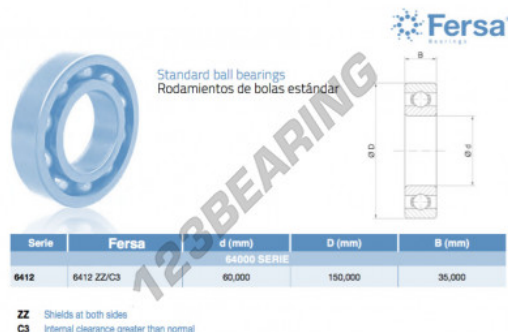 Fersa
Bearings
Standard ball bearings
Rodamientos de bolas estándar
B
Ø D
Ø d
123BEARING
Serie Fersa d (mm) D (mm) B (mm)
64000 SERIE
6412 6412 ZZ/C3 60,000 150,000 35,000
ZZ Shields at both sides
C3 Internal clearance greater than normal